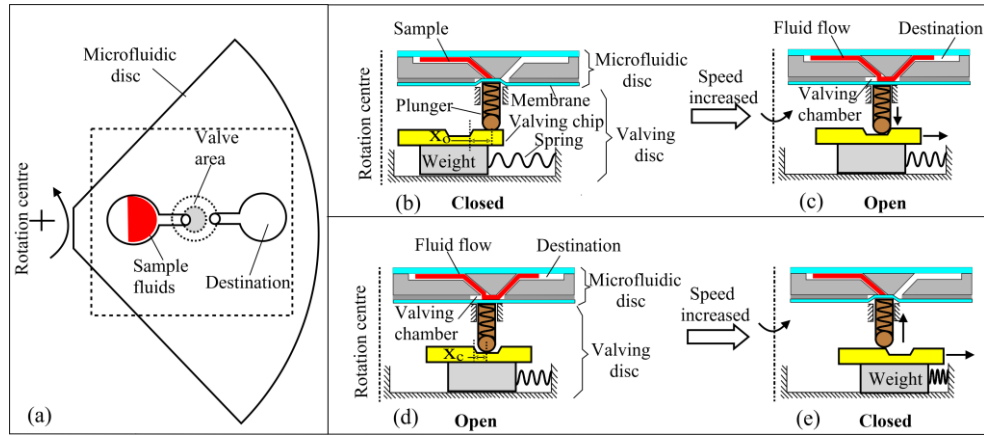 (a)
Microfluidic
disc
Rotation centre
Valve
area
Sample
fluids
Destination
(b)
Rotation centre
Sample
Microfluidic
disc
Plunger
Membrane
Valving chip
Xo
Spring
Weight
Valving disc
Closed
Speed
increased
(c)
Fluid flow
Destination
Valving
chamber
Open
(d)
Rotation centre
Fluid flow
Destination
Microfluidic
disc
Valving
chamber
Xc
Valving disc
Open
Speed
increased
(e)
Weight
Closed